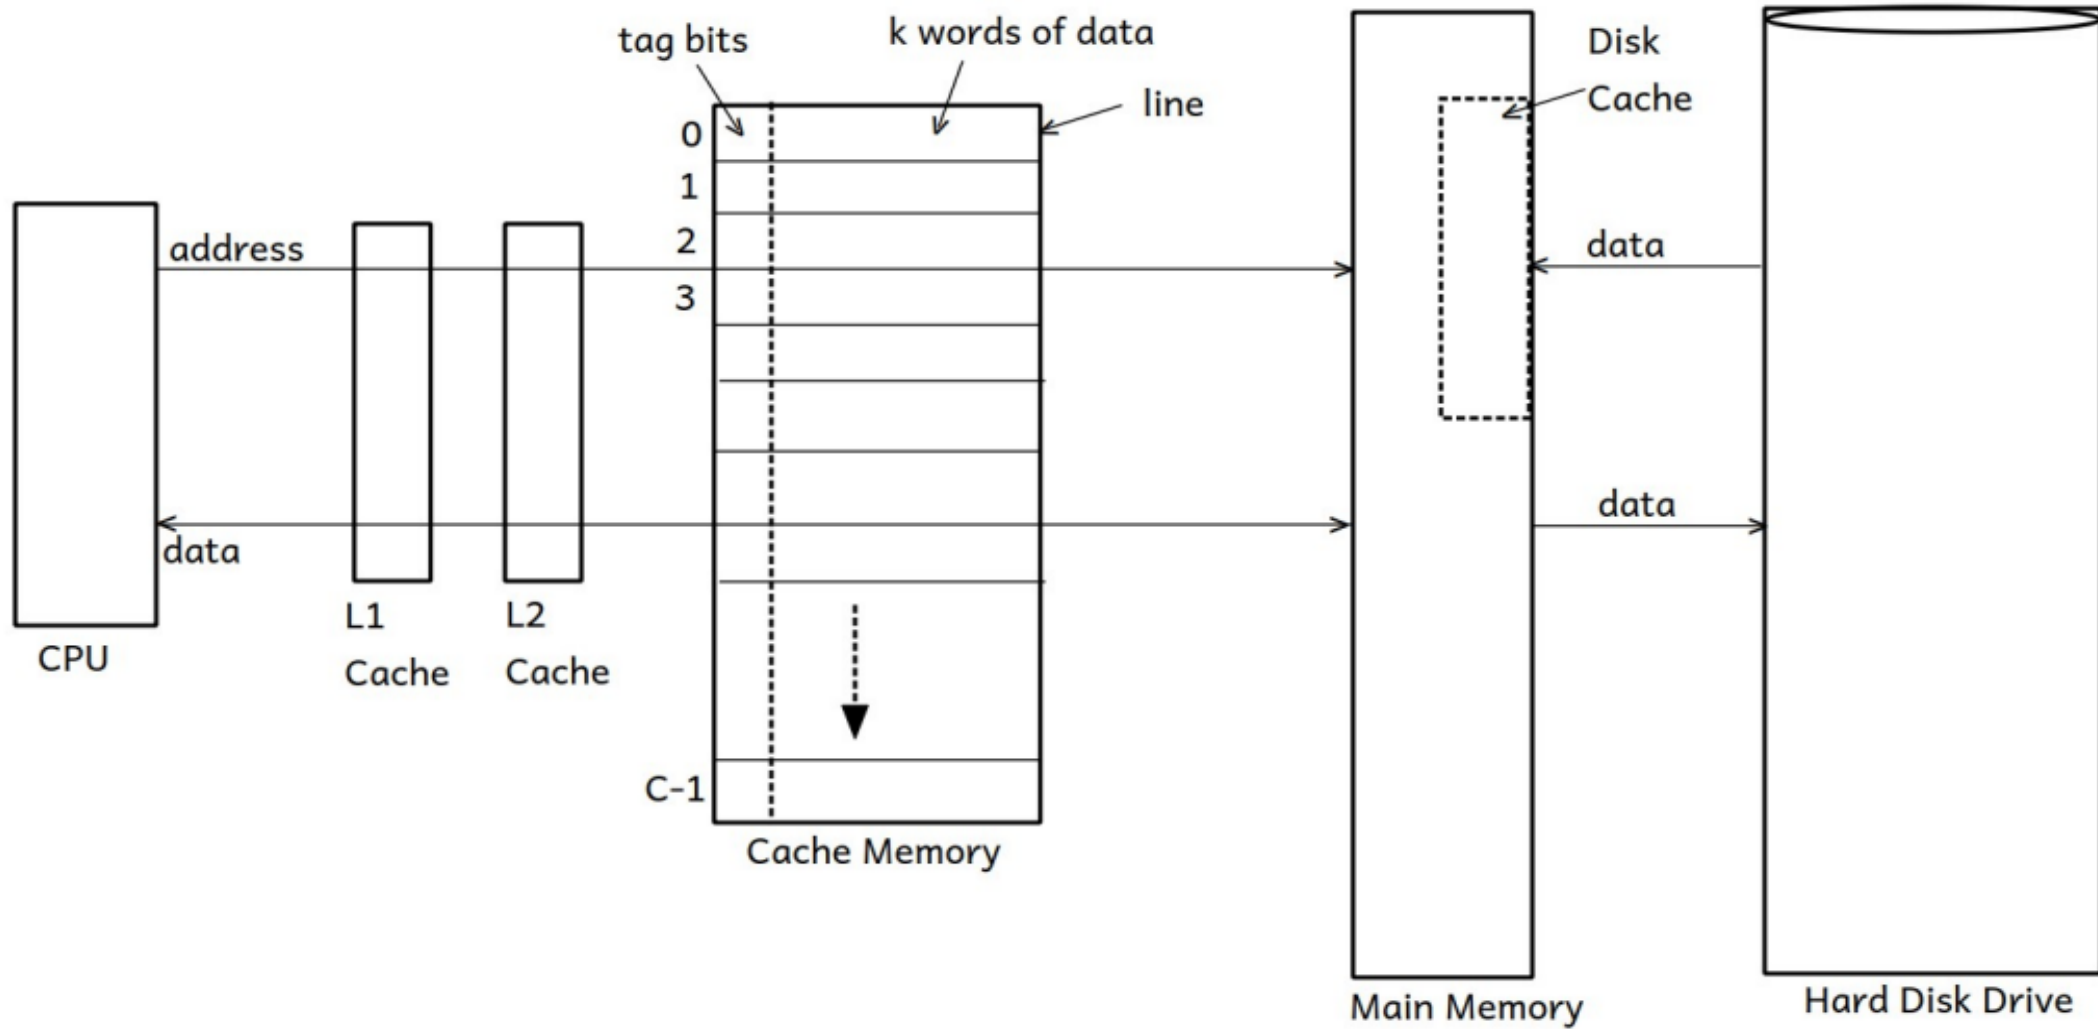 tag bits
k words of data
line
Disk
Cache
0
1
2
3
C-1
address
data
data
data
L1
Cache
L2
Cache
CPU
Cache Memory
Main Memory
Hard Disk Drive